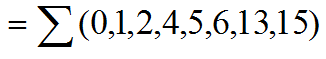 = ∑(0,1,2,4,5,6,13,15)